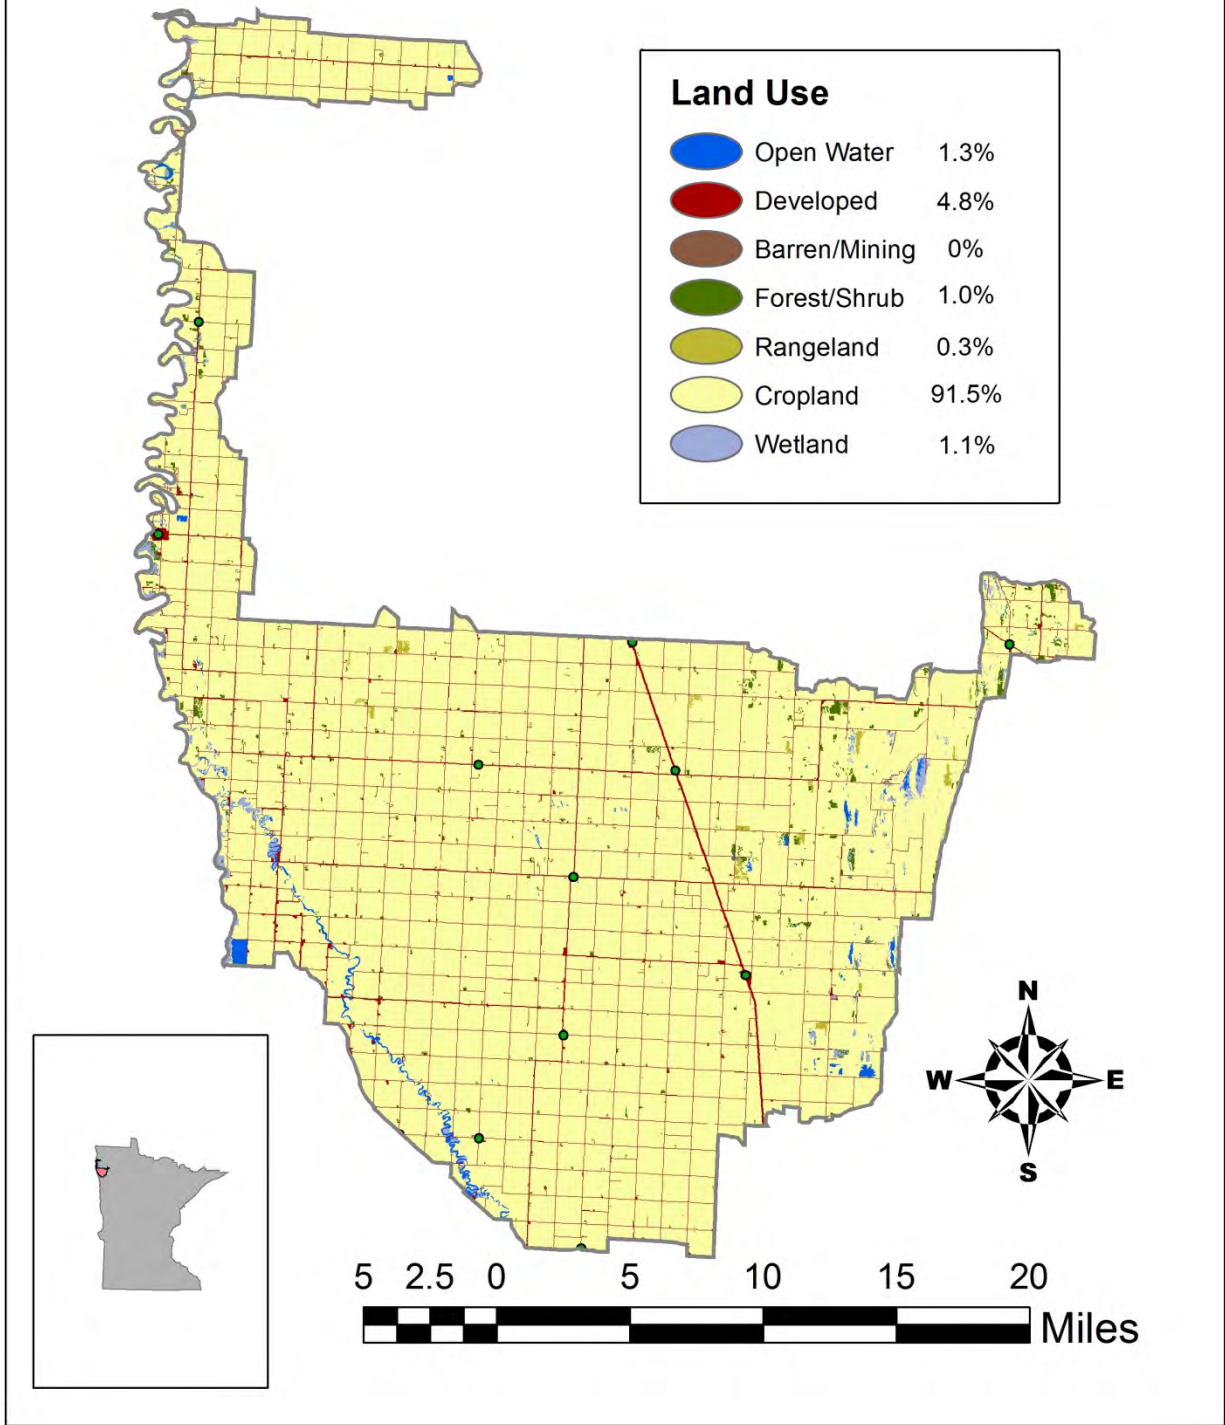 Land Use
Open Water 1.3%
Developed 4.8%
Barren/Mining 0%
Forest/Shrub 1.0%
Rangeland 0.3%
Cropland 91.5%
Wetland 1.1%
N
W E
S
5 2.5 0 5 10 15 20
Miles